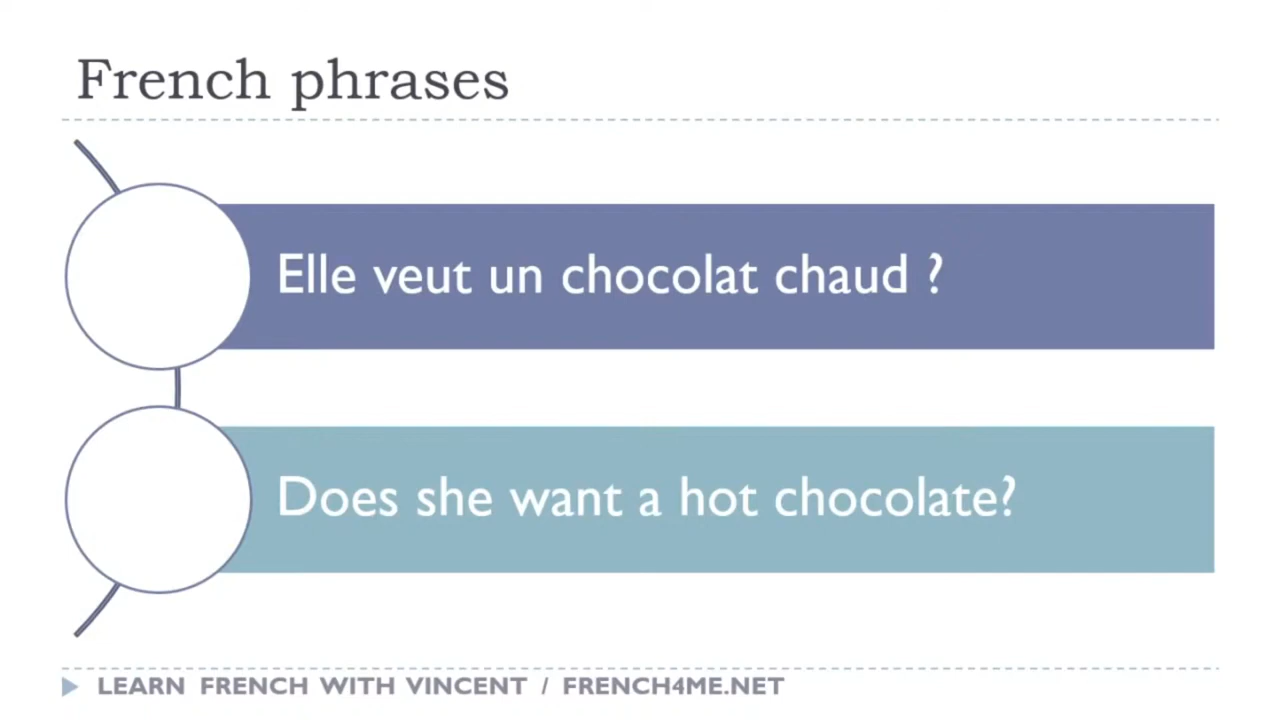 French phrases
Elle veut un chocolat chaud ?
Does she want a hot chocolate?
LEARN FRENCH WITH VINCENT / FRENCH4ME.NET